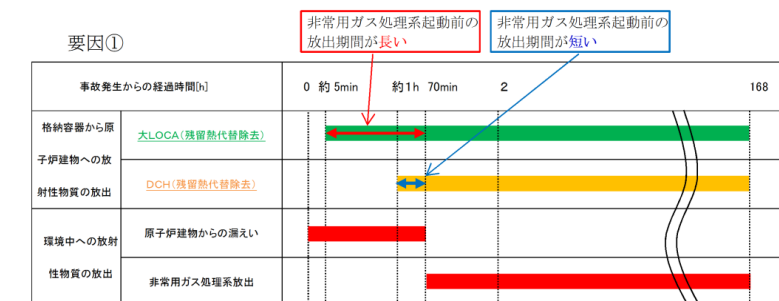 要因①
非常用ガス処理系起動前の
放出期間が長い
非常用ガス処理系起動前の
放出期間が短い
事故発生からの経過時間[h]
0 約5min 約1h 70min 2 168
格納容器から原
子炉建物への放
射性物質の放出
大LOCA(残留熱代替除去)
DCH(残留熱代替除去)
環境中への放射
性物質の放出
原子炉建物からの漏えい
非常用ガス処理系放出